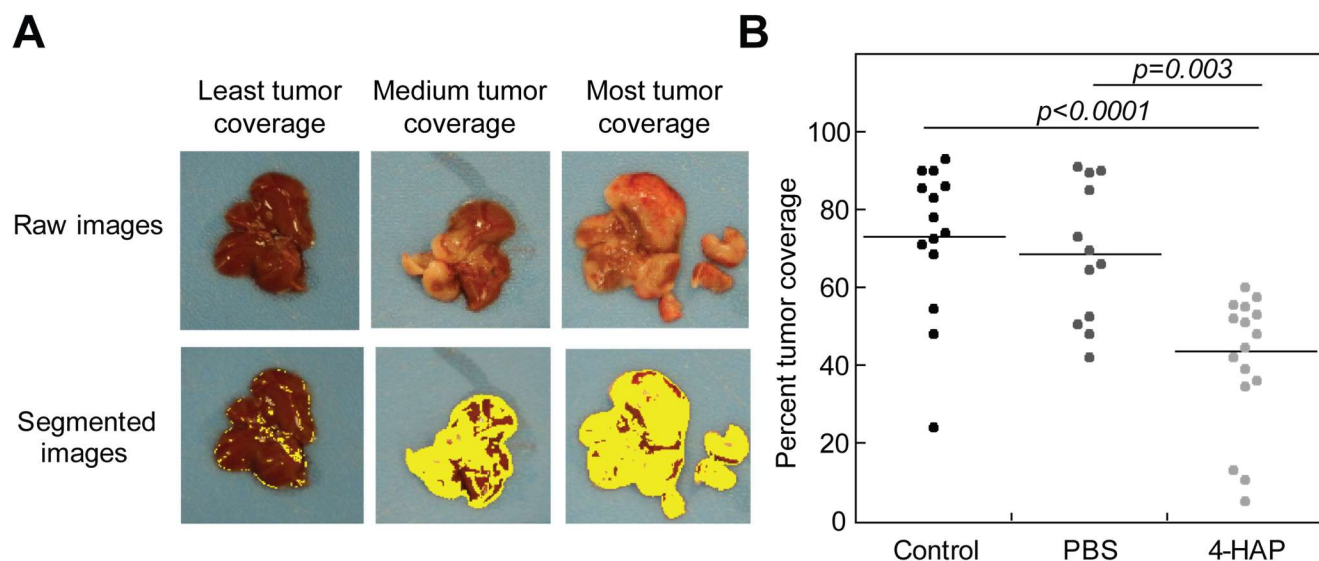 A
Least tumor
coverage
Medium tumor
coverage
Most tumor
coverage
Raw images
Segmented
images
B
p=0.003
p<0.0001
Percent tumor coverage
100
80
60
40
20
0
Control
PBS
4-HAP